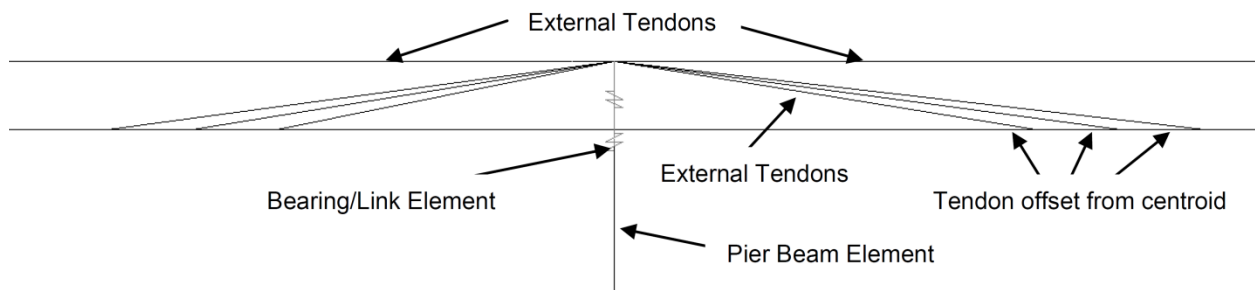 External Tendons
External Tendons
Bearing/Link Element
Tendon offset from centroid
Pier Beam Element